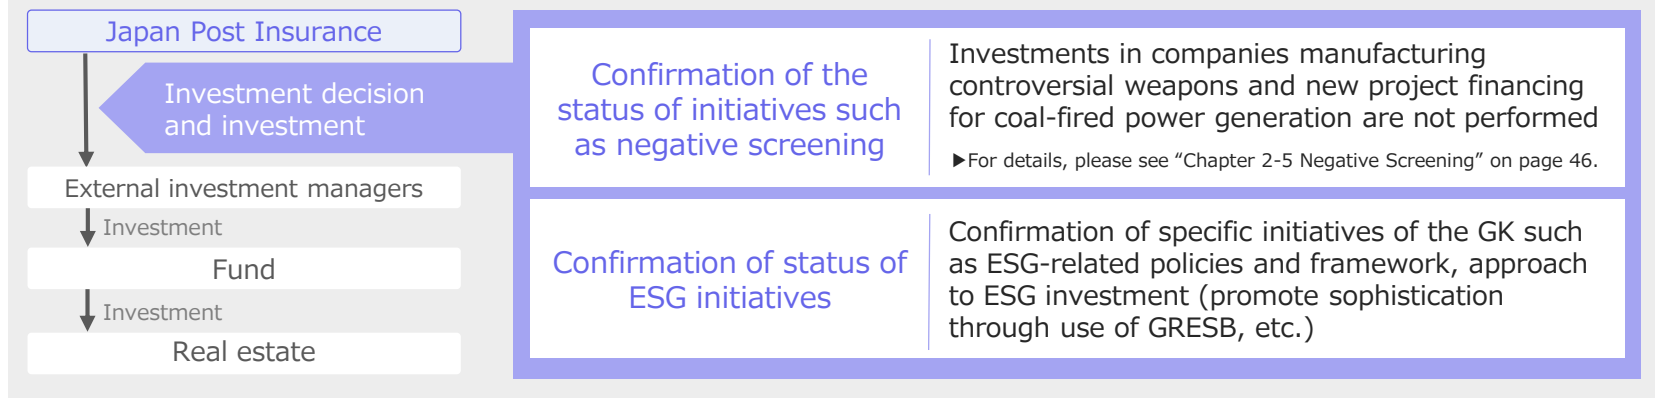 Japan Post Insurance
Investment decision
and investment
External investment managers
Investment
Fund
Investment
Real estate
Confirmation of the
status of initiatives such
as negative screening
Investments in companies manufacturing
controversial weapons and new project financing
for coal-fired power generation are not performed
▶For details, please see “Chapter 2-5 Negative Screening” on page 46.
Confirmation of status of
ESG initiatives
Confirmation of specific initiatives of the GK such
as ESG-related policies and framework, approach
to ESG investment (promote sophistication
through use of GRESB, etc.)